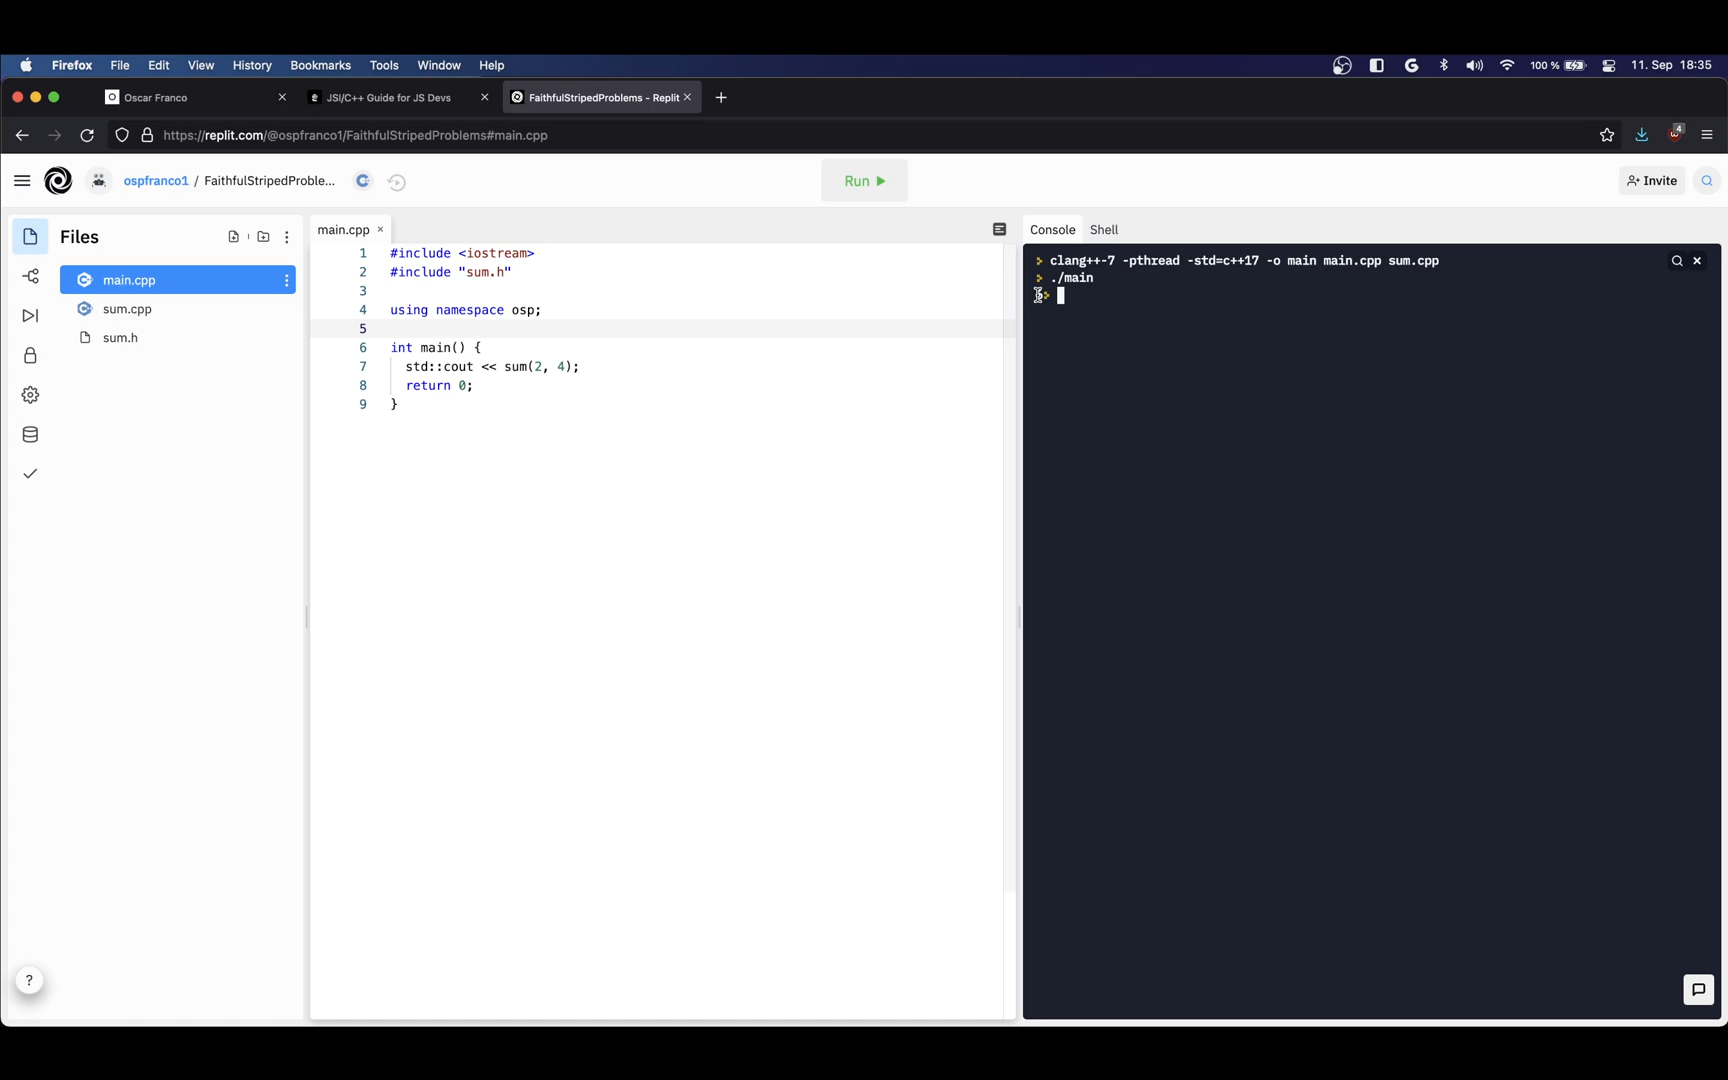 Firefox File Edit View History Bookmarks Tools Window Help 100 % 11. Sep 18:35
Oscar Franco JSI/C++ Guide for JS Devs FaithfulStripedProblems - Replit
https://replit.com/@ospfranco1/FaithfulStripedProblems#main.cpp 4
ospfranco1 / FaithfulStripedProble... Run Invite
Files
main.cpp
sum.cpp
sum.h
main.cpp
1 #include <iostream>
2 #include "sum.h"
3
4 using namespace osp;
5
6 int main() {
7 std::cout << sum(2, 4);
8 return 0;
9 }
Console Shell
clang++-7 -pthread -std=c++17 -o main main.cpp sum.cpp
./main
?